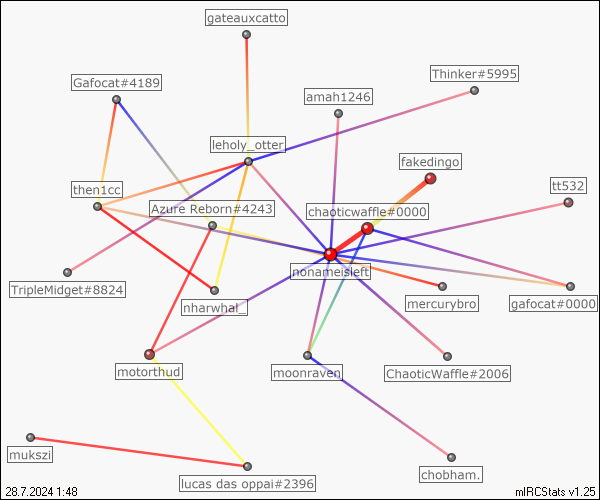 gateauxcatto
Thinker#5995
Gafocat#4189
amah1246
leholy_otter
fakedingo
then1cc
tt532
Azure Reborn#4243
chaoticwaffle#0000
nonameisleft
TripleMidget#8824
nharwhal_
mercurybro
gafocat#0000
motorthud
moonraven
ChaoticWaffle#2006
mukszi
lucas das oppai#2396
chobham.
28.7.2024 1:48
mIRCStats v1.25